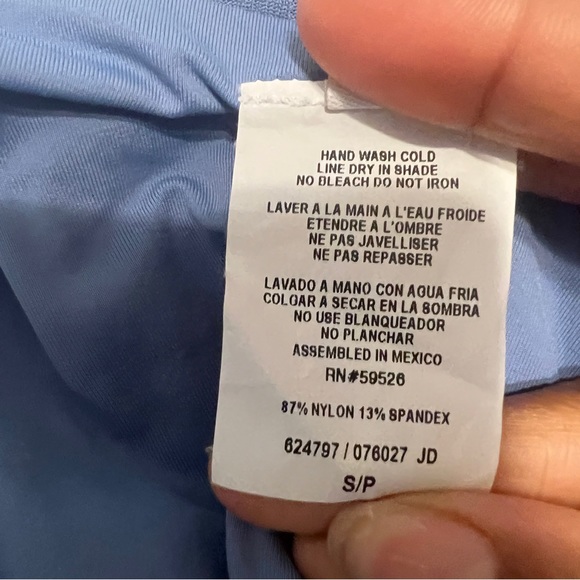 HAND WASH COLD
LINE DRY IN SHADE
NO BLEACH DO NOT IRON
LAVER A LA MAIN A L'EAU FROIDE
ETENDRE A L'OMBRE
NE PAS JAVELLISER
NE PAS REPASSER
LAVADO A MANO CON AGUA FRIA
COLGAR A SECAR EN LA SOMBRA
NO USE BLANQUEADOR
NO PLANCHAR
ASSEMBLED IN MEXICO
RN#59526
87% NYLON 13% SPANDEX
624797 / 076027 JD
S/P